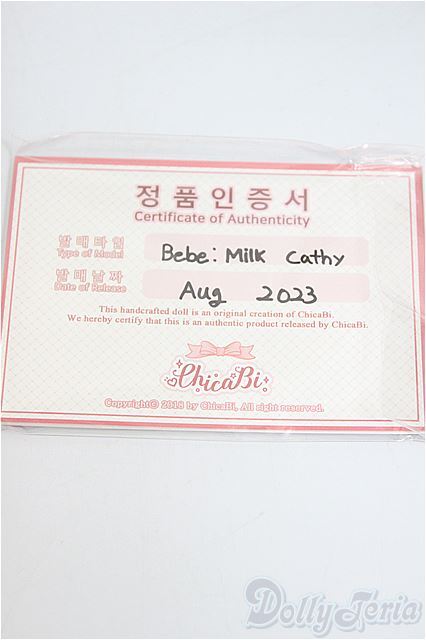 정품인증서
Certificate of Authenticity
발매타입
Type of Model
Bebe: Milk Cathy
발매날짜
Date of Release
Aug 2023
This handcrafted doll is an original creation of ChicaBi.
We hereby certify that this is an authentic product released by ChicaBi.
ChicaBi
Copyright© 2018 by ChicaBi, All right reserved.
DollyTeria